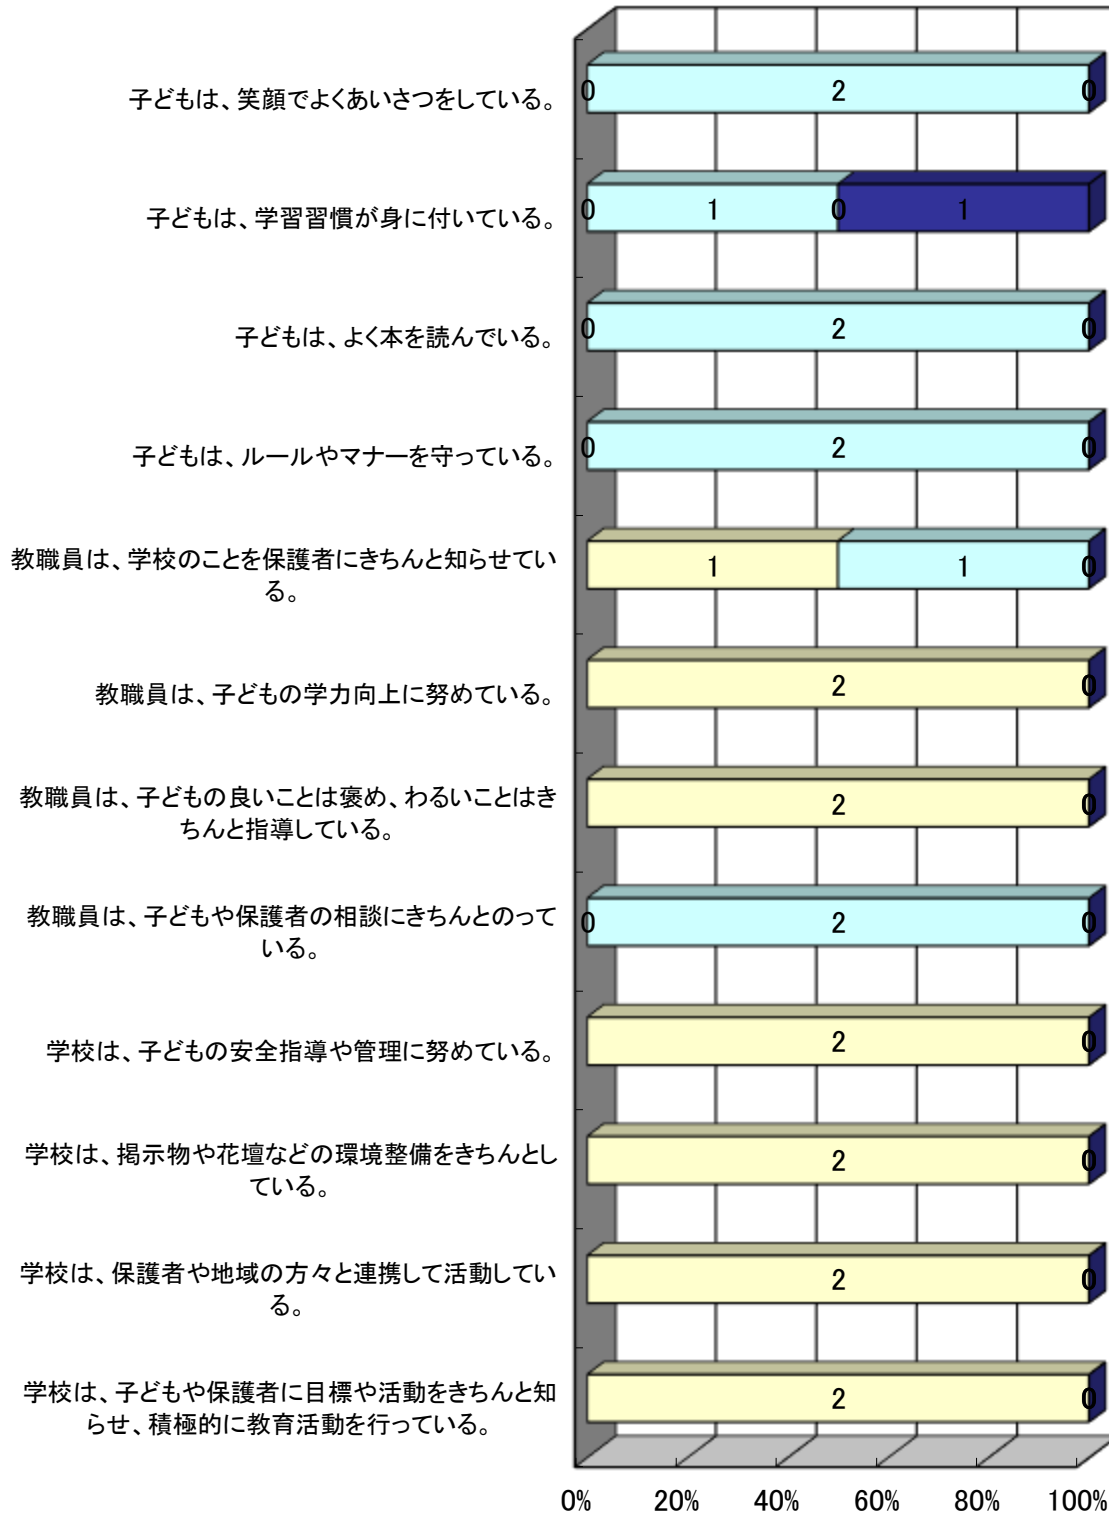 子どもは、笑顔でよくあいさつをしている。
0 2 0
子どもは、学習習慣が身に付いている。
0 1 0 1
子どもは、よく本を読んでいる。
0 2 0
子どもは、ルールやマナーを守っている。
0 2 0
教職員は、学校のことを保護者にきちんと知らせてい
る。
1 1 0
教職員は、子どもの学力向上に努めている。
2 0
教職員は、子どもの良いことは褒め、わるいことはき
ちんと指導している。
2 0
教職員は、子どもや保護者の相談にきちんとのって
いる。
0 2 0
学校は、子どもの安全指導や管理に努めている。
2 0
学校は、掲示物や花壇などの環境整備をきちんとし
ている。
2 0
学校は、保護者や地域の方々と連携して活動してい
る。
2 0
学校は、子どもや保護者に目標や活動をきちんと知
らせ、積極的に教育活動を行っている。
2 0
0% 20% 40% 60% 80% 100%